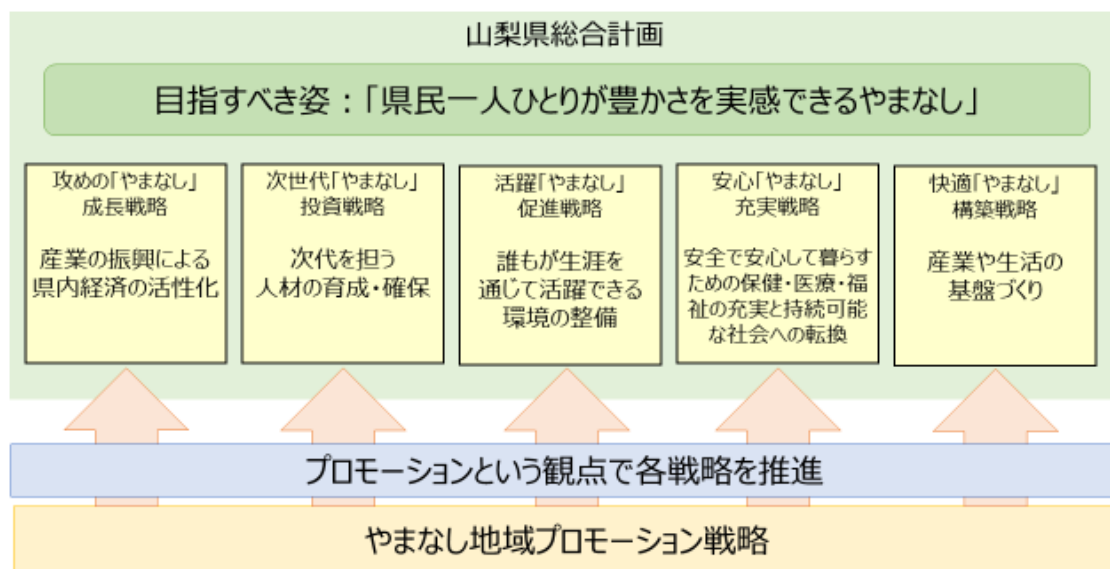 山梨県総合計画
目指すべき姿：「県民一人ひとりが豊かさを実感できるやまなし」
攻めの「やまなし」
成長戦略
産業の振興による
県内経済の活性化
次世代「やまなし」
投資戦略
次代を担う
人材の育成・確保
活躍「やまなし」
促進戦略
誰もが生涯を
通じて活躍できる
環境の整備
安心「やまなし」
充実戦略
安全で安心して暮らす
ための保健・医療・福
祉の充実と持続可能
な社会への転換
快適「やまなし」
構築戦略
産業や生活の
基盤づくり
プロモーションという観点で各戦略を推進
やまなし地域プロモーション戦略